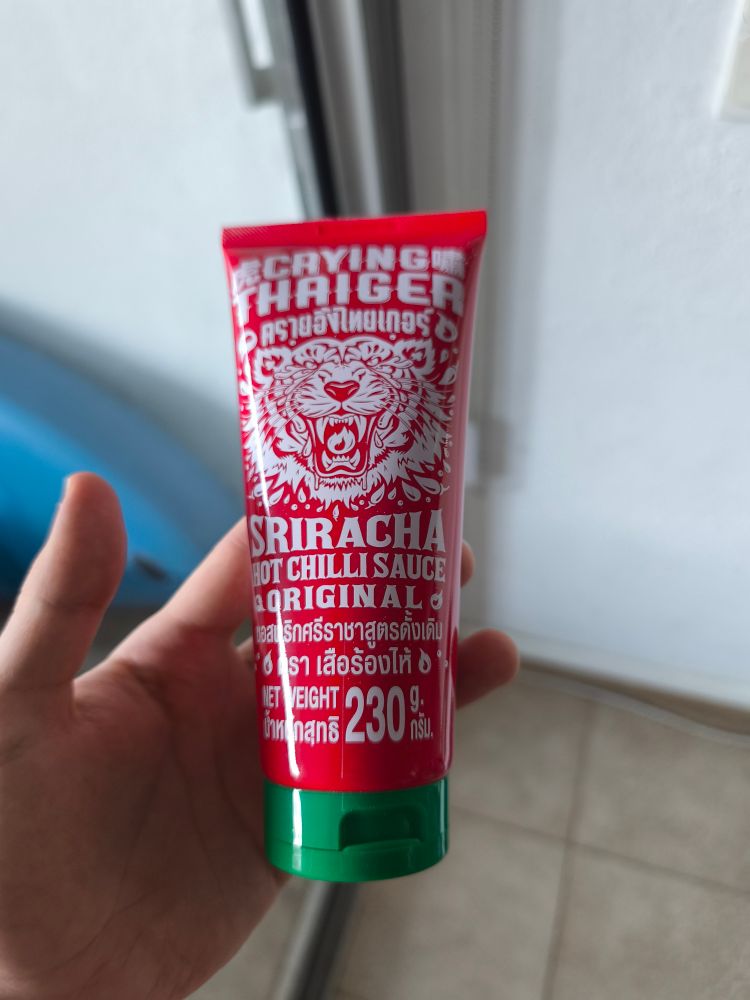 虎 CRYING 嘯
THAIGER
ครายอิงไทยเกอร์
SRIRACHA
HOT CHILLI SAUCE
ORIGINAL
ซอสพริกศรีราชาสูตรดั้งเดิม
ตรา เสือร้องไห้
NET WEIGHT 230 g.
น้ำหนักสุทธิ กรัม.